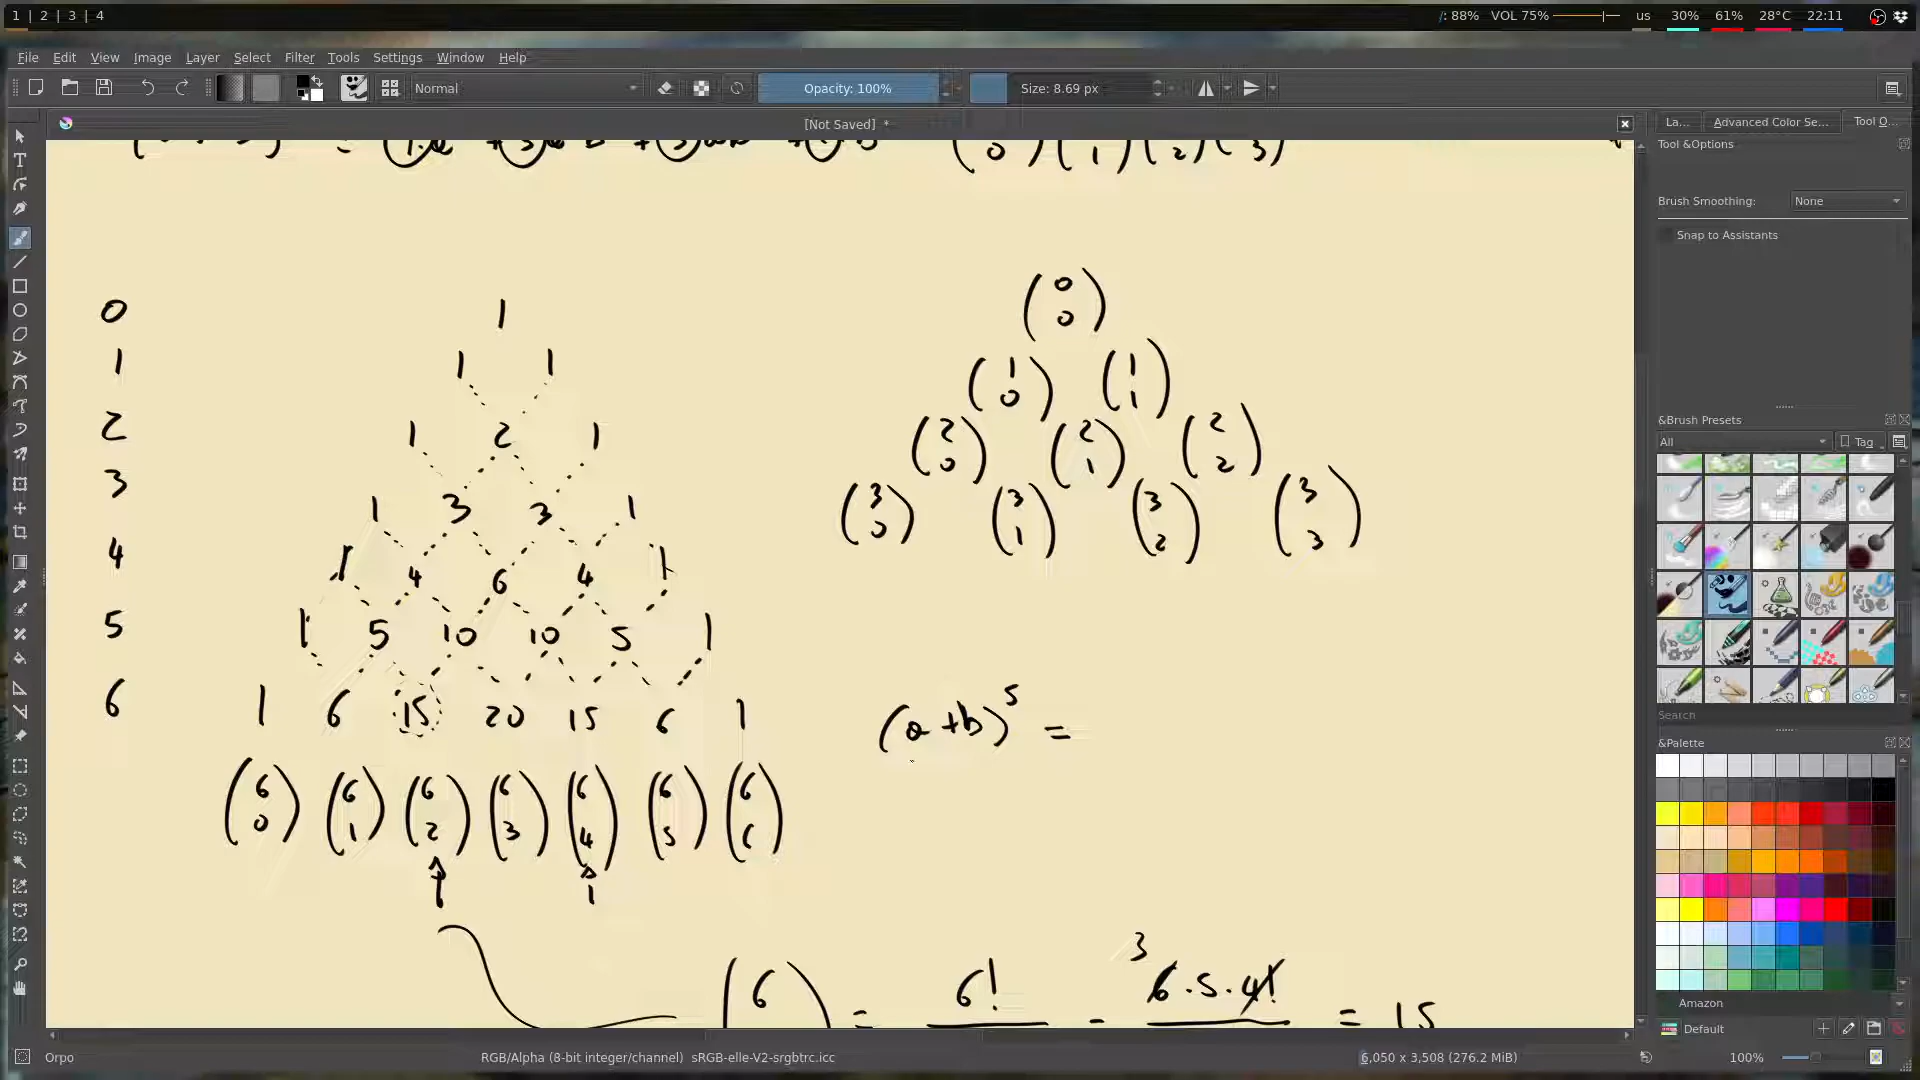 1 | 2 | 3 | 4
/: 88% VOL 75% us 30% 61% 28°C 22:11
File Edit View Image Layer Select Filter Tools Settings Window Help
Normal Opacity: 100% Size: 8.69 px
[Not Saved] *
La... Advanced Color Se... Tool O...
Tool &Options
Brush Smoothing: None
Snap to Assistants
0 1
1 1 1
2 1 2 1
3 1 3 3 1
4 1 4 6 4 1
5 1 5 10 10 5 1
6 1 6 15 20 15 6 1
(6 0) (6 1) (6 2) (6 3) (6 4) (6 5) (6 6)
(0 0)
(1 0) (1 1)
(2 0) (2 1) (2 2)
(3 0) (3 1) (3 2) (3 3)
(a+b)⁵ =
6 = 6! = 3 6·5·4! = 15
&Brush Presets
All Tag
Search
&Palette
Amazon
Default
Orpo RGB/Alpha (8-bit integer/channel) sRGB-elle-V2-srgbtrc.icc 6,050 x 3,508 (276.2 MiB) 100%